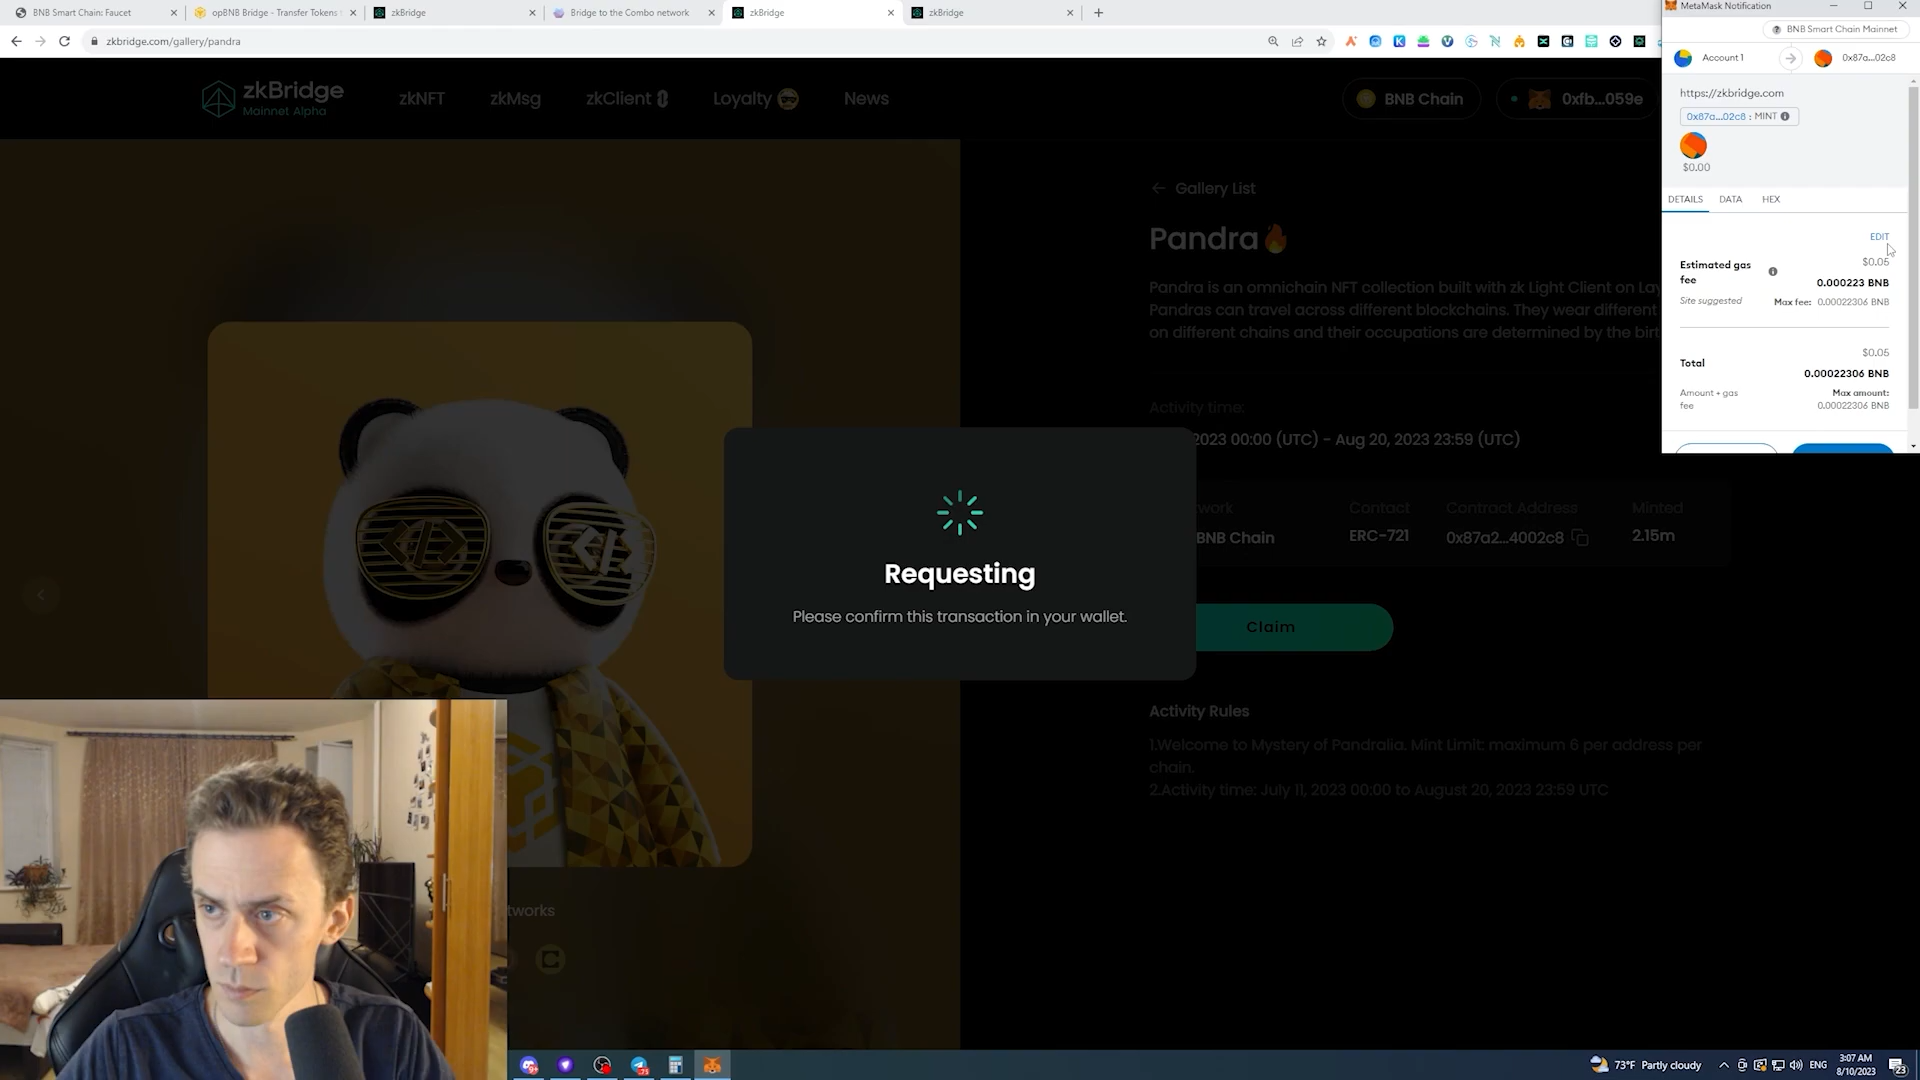 BNB Smart Chain: Faucet
opBNB Bridge - Transfer Tokens t
zkBridge
Bridge to the Combo network
zkBridge
zkBridge
MetaMask Notification
zkbridge.com/gallery/pandra
BNB Smart Chain Mainnet
Account 1
0x87a...02c8
zkBridge
Mainnet Alpha
zkNFT
zkMsg
zkClient
Loyalty
News
BNB Chain
0xfb...059e
https://zkbridge.com
0x87a...02c8 : MINT
$0.00
DETAILS
DATA
HEX
EDIT
$0.05
Estimated gas
fee
0.000223 BNB
Site suggested
Max fee: 0.00022306 BNB
$0.05
Total
0.00022306 BNB
Amount + gas
fee
Max amount:
0.00022306 BNB
Gallery List
Pandra
Pandra is an omnichain NFT collection built with zk Light Client on Lay
Pandras can travel across different blockchains. They wear different
on different chains and their occupations are determined by the birt
Activity time:
2023 00:00 (UTC) - Aug 20, 2023 23:59 (UTC)
work
Contact
Contract Address
Minted
BNB Chain
ERC-721
0x87a2...4002c8
2.15m
Requesting
Please confirm this transaction in your wallet.
Claim
Activity Rules
1.Welcome to Mystery of Pandralia. Mint Limit: maximum 6 per address per
chain.
2.Activity time: July 11, 2023 00:00 to August 20, 2023 23:59 UTC
tworks
73°F Partly cloudy
ENG
3:07 AM
8/10/2023
23